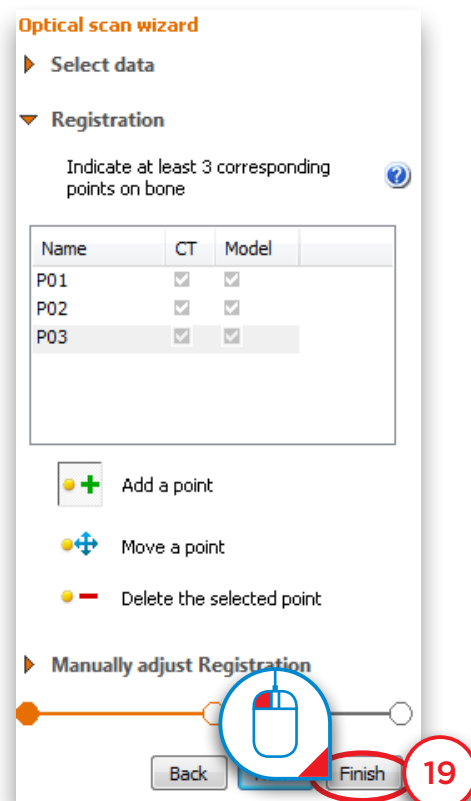 Optical scan wizard
Select data
Registration
Indicate at least 3 corresponding
points on bone
Name CT Model
P01
P02
P03
Add a point
Move a point
Delete the selected point
Manually adjust Registration
Back Finish 19